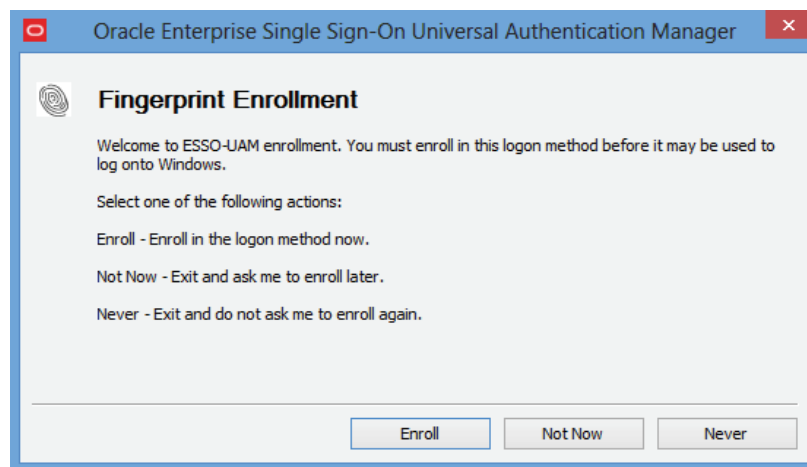 Oracle Enterprise Single Sign-On Universal Authentication Manager
Fingerprint Enrollment
Welcome to ESSO-UAM enrollment. You must enroll in this logon method before it may be used to
log onto Windows.
Select one of the following actions:
Enroll - Enroll in the logon method now.
Not Now - Exit and ask me to enroll later.
Never - Exit and do not ask me to enroll again.
Enroll Not Now Never